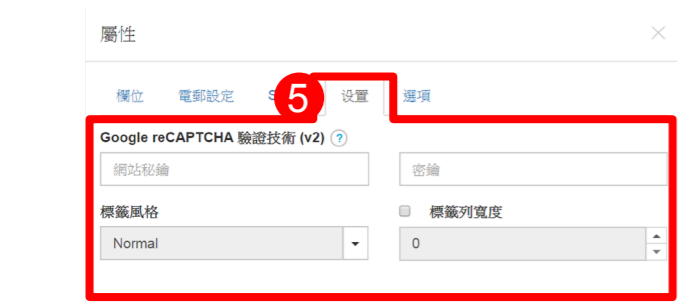 屬性
欄位 電郵設定 S 5 设置 選項
Google reCAPTCHA 驗證技術 (v2) ?
網站秘鑰 密鑰
標籤風格 標籤列寬度
Normal 0